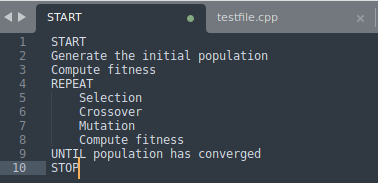 START
testfile.cpp
1 START
2 Generate the initial population
3 Compute fitness
4 REPEAT
5 Selection
6 Crossover
7 Mutation
8 Compute fitness
9 UNTIL population has converged
10 STOP